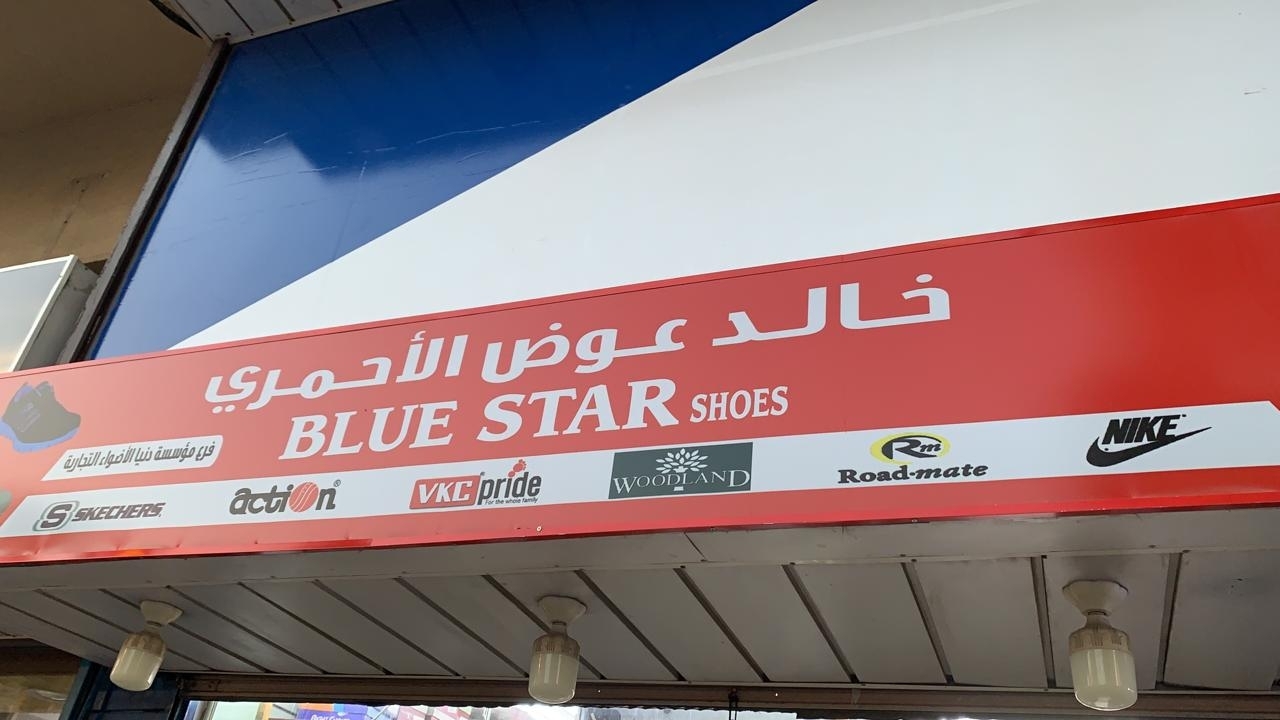 خالد عوض الأحمري
BLUE STAR SHOES
فرع مؤسسة دنيا الأضواء التجارية
S SKECHERS
action®
VKC pride
For the whole family
WOODLAND
Rm
Road-mate
NIKE